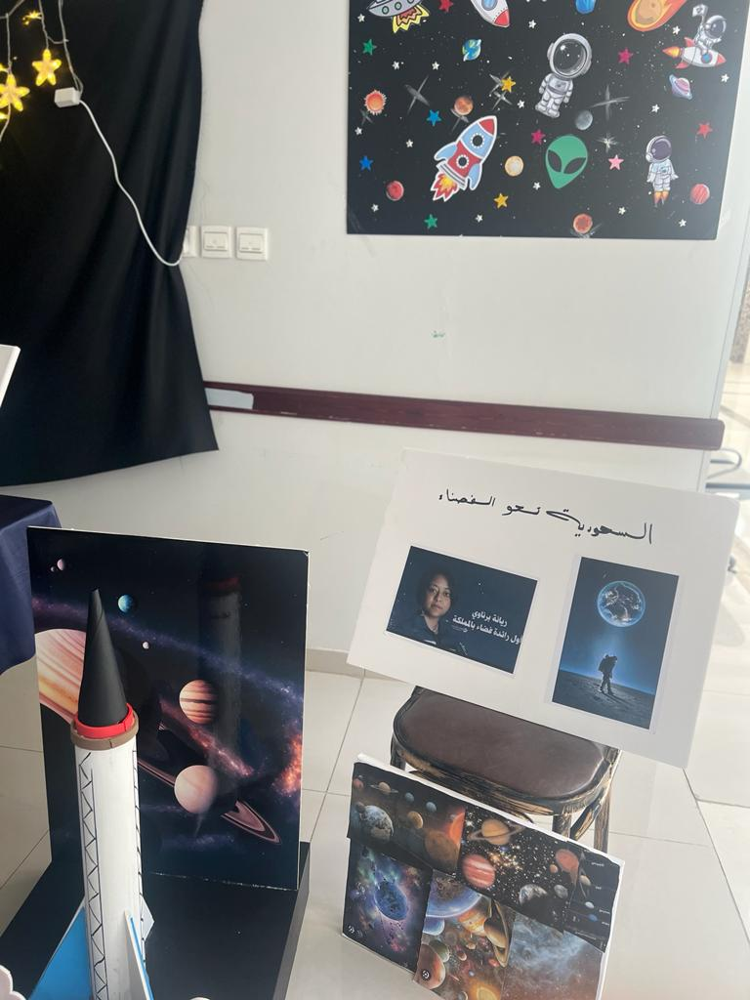 السعودية نحو الفضاء
ريانة برناوي
أول رائدة فضاء بالمملكة